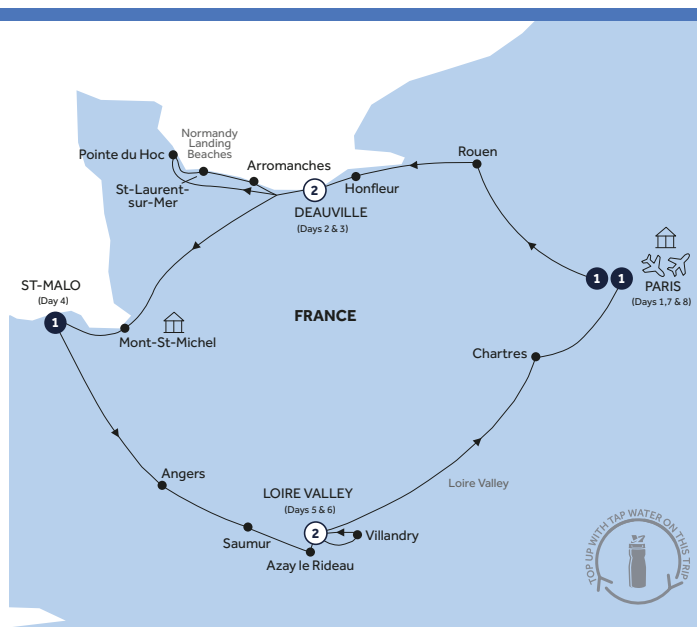 Normandy
Landing
Beaches
Pointe du Hoc
Arromanches
Rouen
St-Laurent-
sur-Mer
2
Honfleur
DEAUVILLE
(Days 2 & 3)
ST-MALO
(Day 4)
1
1 1
PARIS
(Days 1,7 & 8)
FRANCE
Mont-St-Michel
Chartres
Angers
LOIRE VALLEY
(Days 5 & 6)
Loire Valley
2
Villandry
Saumur
Azay le Rideau
TOP UP WITH TAP WATER ON THIS TRIP